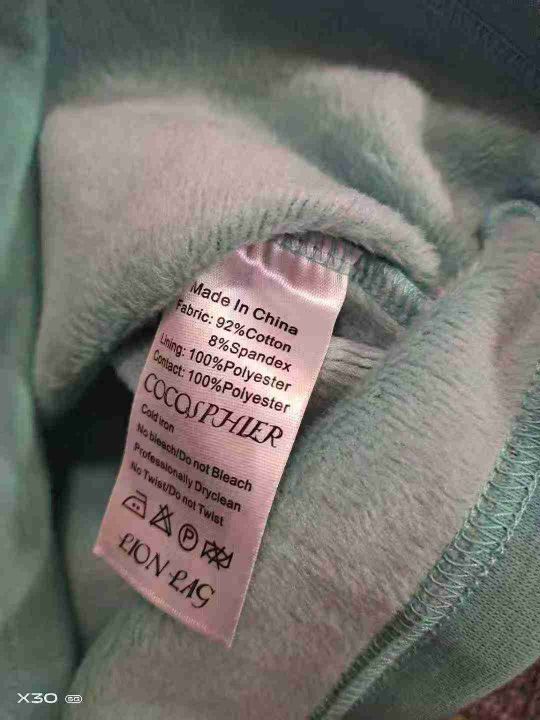 Made In China
Fabric: 92%Cotton
8%Spandex
Lining: 100%Polyester
Contact: 100%Polyester
COCOSPHIER
Cold iron
No bleach/Do not Bleach
Professionally Dryclean
No Twist/Do not Twist
P
LION LAG
X30 5G